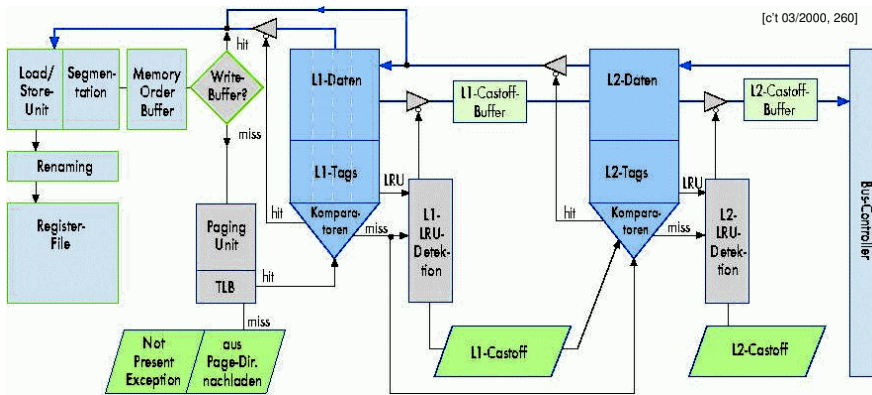 [c't 03/2000, 260]
Load/
Store-
Unit
Segmen-
tation
Memory
Order
Buffer
hit
Write-
Buffer?
miss
Renaming
Register-
File
Paging
Unit
TLB
hit
miss
Not
Present
Exception
aus
Page-Dir.
nachladen
L1-Daten
L1-Tags
Kompara-
toren
hit
LRU
miss
L1-
LRU-
Detek-
tion
L1-Castoff-
Buffer
L1-Castoff
L2-Daten
L2-Tags
Kompara-
toren
hit
LRU
miss
L2-
LRU-
Detek-
tion
L2-Castoff-
Buffer
L2-Castoff
Bus-Controller